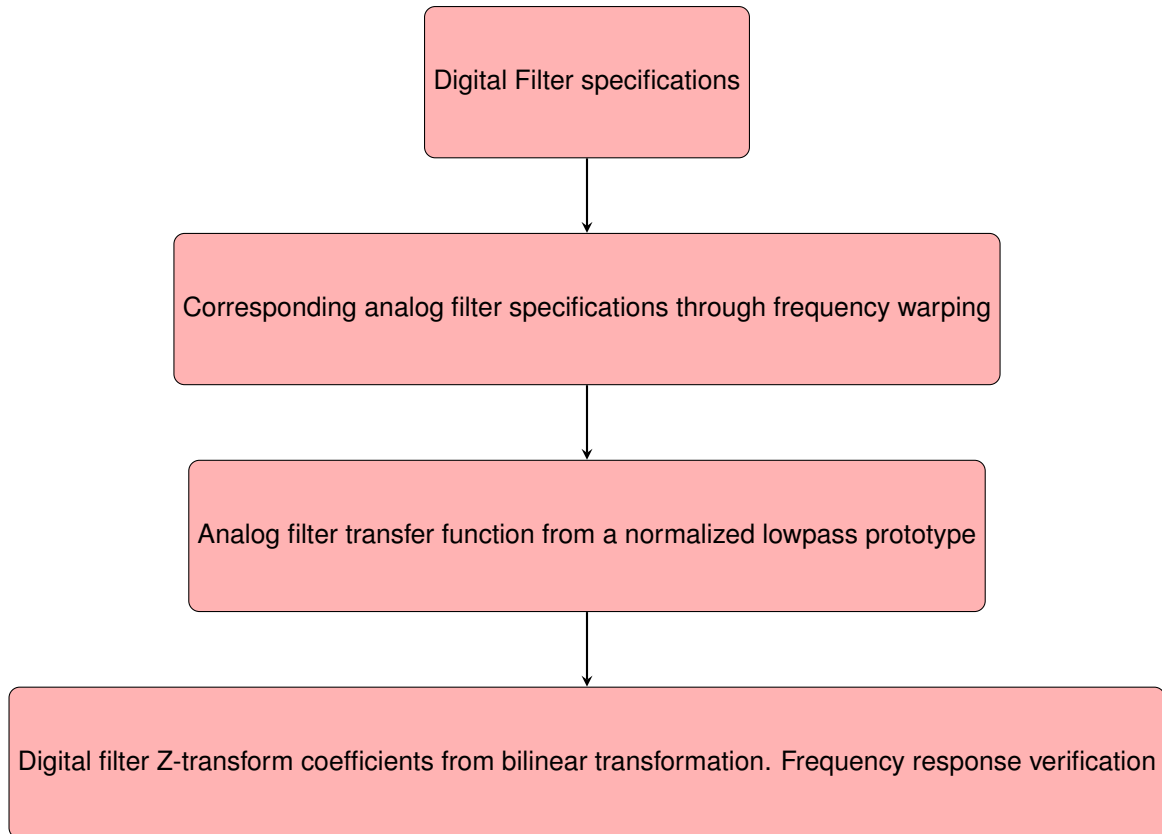 Digital Filter specifications
Corresponding analog filter specifications through frequency warping
Analog filter transfer function from a normalized lowpass prototype
Digital filter Z-transform coefficients from bilinear transformation. Frequency response verification